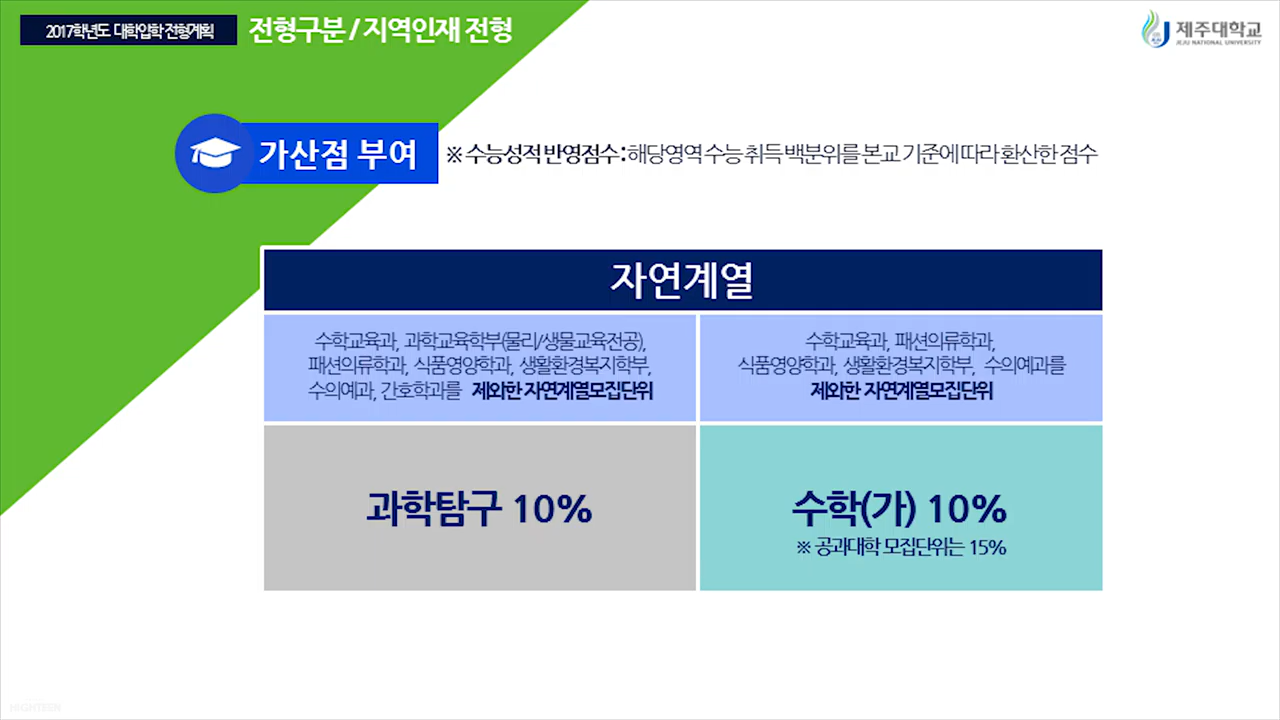 2017학년도 대학입학 전형계획
전형구분 / 지역인재 전형
제주대학교
JEJU NATIONAL UNIVERSITY
가산점 부여
※ 수능성적 반영점수 : 해당영역 수능 취득 백분위를 본교 기준에 따라 환산한 점수
자연계열
수학교육과, 과학교육학부(물리/생물교육전공),
패션의류학과, 식품영양학과, 생활환경복지학부,
수의예과, 간호학과를 제외한 자연계열모집단위
수학교육과, 패션의류학과,
식품영양학과, 생활환경복지학부, 수의예과를
제외한 자연계열모집단위
과학탐구 10%
수학(가) 10%
※ 공과대학 모집단위는 15%
HIGHTEEN